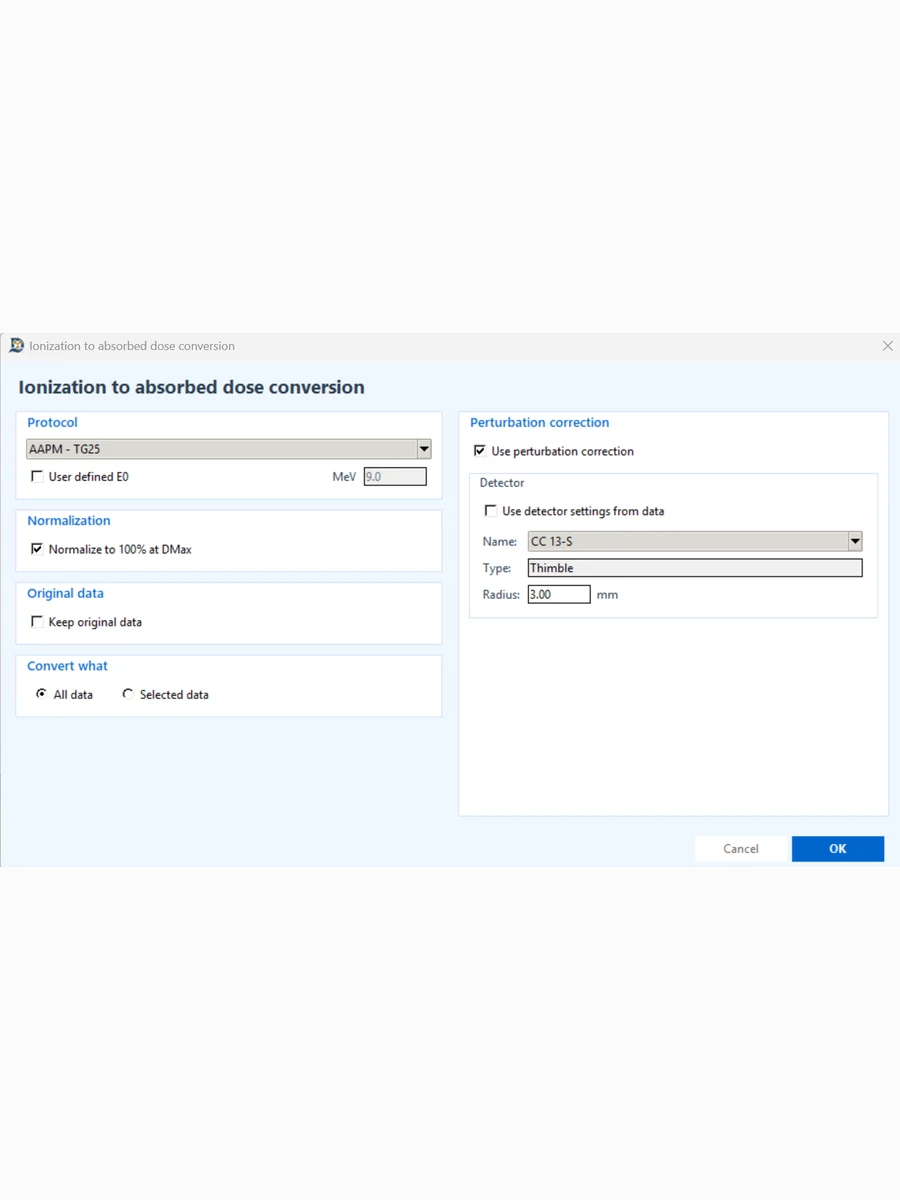 Ionization to absorbed dose conversion
Ionization to absorbed dose conversion
Protocol
AAPM - TG25
User defined E0
MeV 9.0
Normalization
Normalize to 100% at DMax
Original data
Keep original data
Convert what
All data
Selected data
Perturbation correction
Use perturbation correction
Detector
Use detector settings from data
Name: CC 13-S
Type: Thimble
Radius: 3.00 mm
Cancel
OK